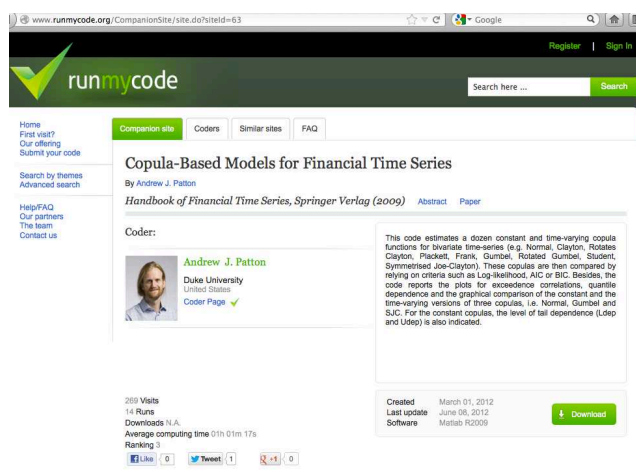 www.runmycode.org/CompanionSite/site.do?siteId=63
Google
Register | Sign In
runmycode
Search here ...
Search
Home
First visit?
Our offering
Submit your code
Search by themes
Advanced search
Help/FAQ
Our partners
The team
Contact us
Companion site
Coders
Similar sites
FAQ
Copula-Based Models for Financial Time Series
By Andrew J. Patton
Handbook of Financial Time Series, Springer Verlag (2009) Abstract Paper
Coder:
Andrew J. Patton
Duke University
United States
Coder Page
This code estimates a dozen constant and time-varying copula
functions for bivariate time-series (e.g. Normal, Clayton, Rotates
Clayton, Plackett, Frank, Gumbel, Rotated Gumbel, Student,
Symmetrised Joe-Clayton). These copulas are then compared by
relying on criteria such as Log-likelihood, AIC or BIC. Besides, the
code reports the plots for exceedence correlations, quantile
dependence and the graphical comparison of the constant and the
time-varying versions of three copulas, i.e. Normal, Gumbel and
SJC. For the constant copulas, the level of tail dependence (Ldep
and Udep) is also indicated.
269 Visits
14 Runs
Downloads N.A.
Average computing time 01h 01m 17s
Ranking 3
Like 0
Tweet 1
+1 0
Created March 01, 2012
Last update June 08, 2012
Software Matlab R2009
Download